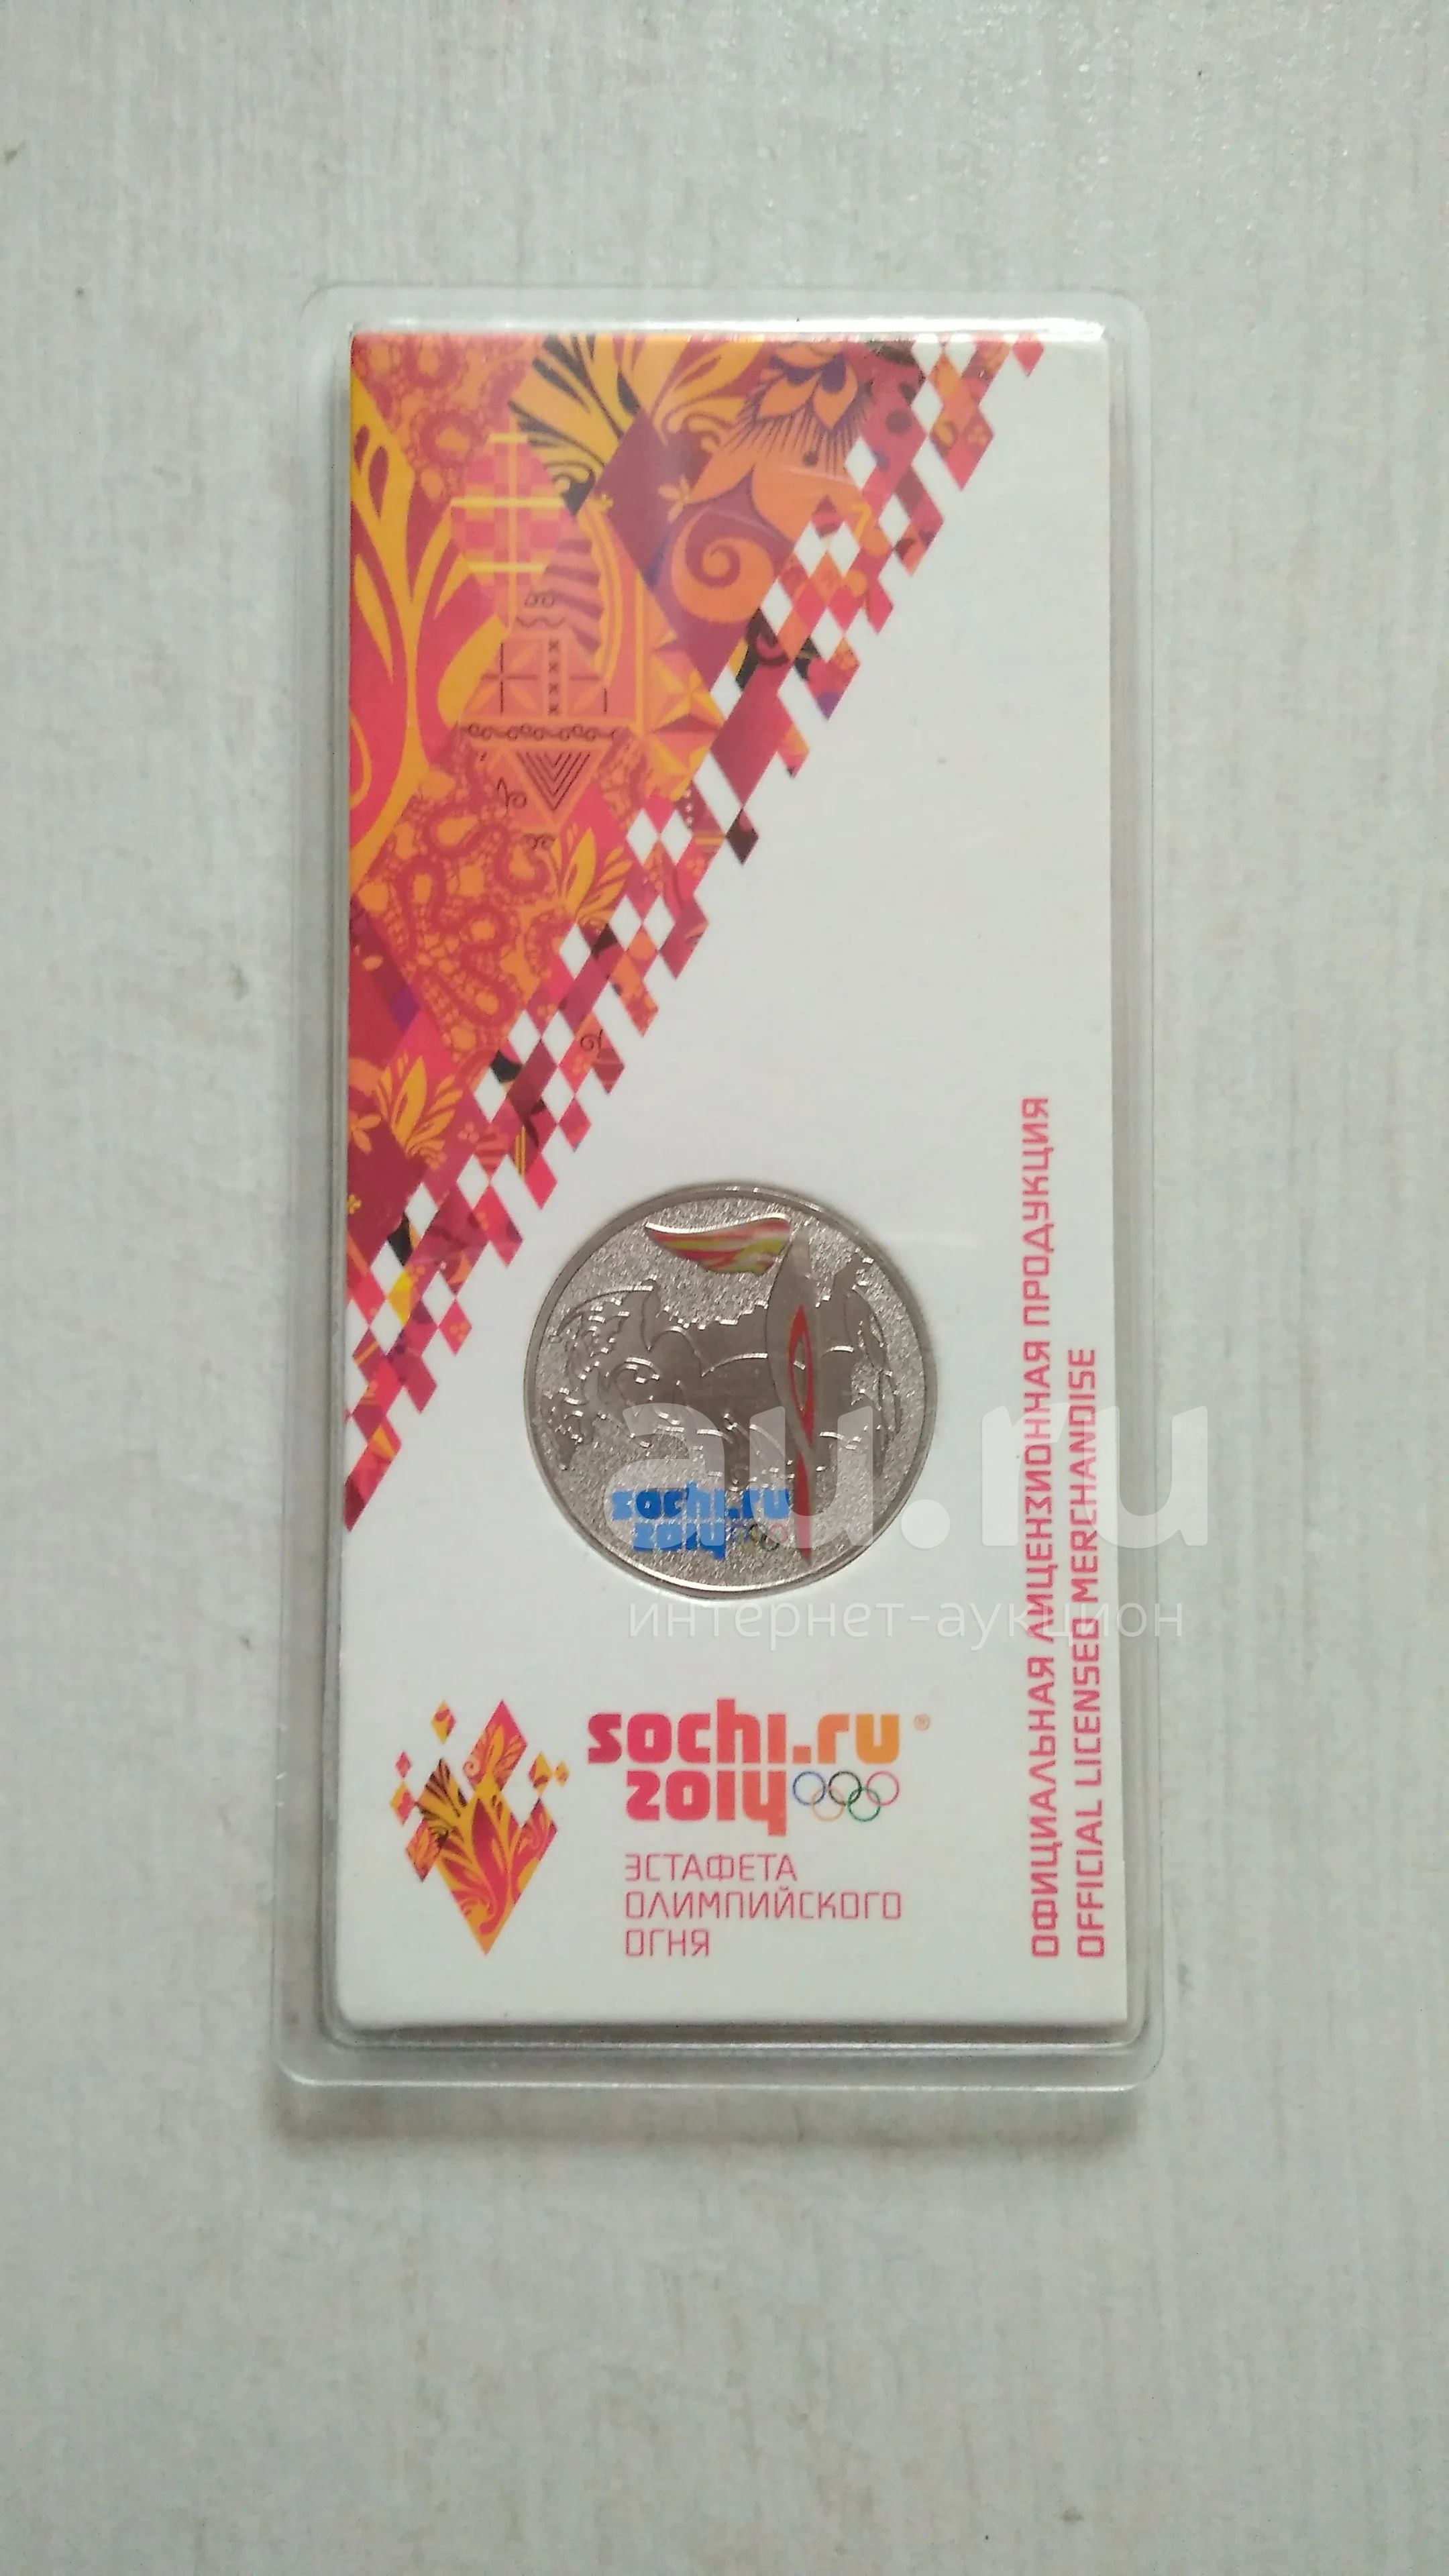 sochi.ru
2014
au.ru
интернет-аукцион
sochi.ru ®
2014
ЭСТАФЕТА
ОЛИМПИЙСКОГО
ОГНЯ
ОФИЦИАЛЬНАЯ ЛИЦЕНЗИОННАЯ ПРОДУКЦИЯ
OFFICIAL LICENSED MERCHANDISE